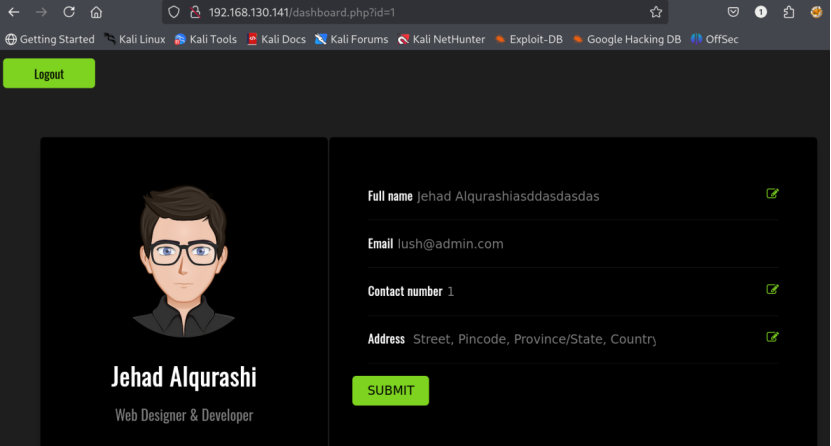 192.168.130.141/dashboard.php?id=1
1
Getting Started Kali Linux Kali Tools Kali Docs Kali Forums Kali NetHunter Exploit-DB Google Hacking DB OffSec
Logout
Full name Jehad Alqurashiasddasdasdas
Email lush@admin.com
Contact number 1
Address Street, Pincode, Province/State, Country
SUBMIT
Jehad Alqurashi
Web Designer & Developer